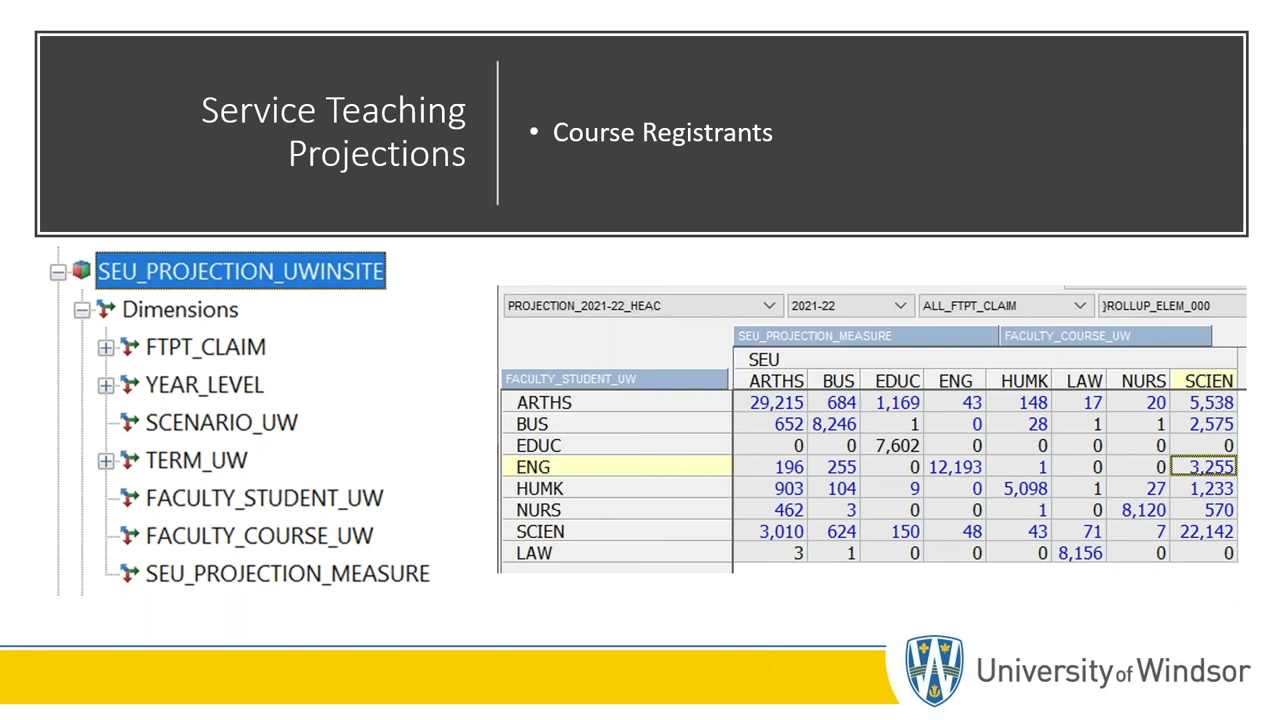 Service Teaching
Projections
• Course Registrants
SEU_PROJECTION_UWINSITE
Dimensions
FTPT_CLAIM
YEAR_LEVEL
SCENARIO_UW
TERM_UW
FACULTY_STUDENT_UW
FACULTY_COURSE_UW
SEU_PROJECTION_MEASURE
PROJECTION_2021-22_HEAC 2021-22 ALL_FTPT_CLAIM }ROLLUP_ELEM_000
SEU_PROJECTION_MEASURE FACULTY_COURSE_UW
SEU
FACULTY_STUDENT_UW ARTHS BUS EDUC ENG HUMK LAW NURS SCIEN
ARTHS 29,215 684 1,169 43 148 17 20 5,538
BUS 652 8,246 1 0 28 1 1 2,575
EDUC 0 0 7,602 0 0 0 0 0
ENG 196 255 0 12,193 1 0 0 3,255
HUMK 903 104 9 0 5,098 1 27 1,233
NURS 462 3 0 0 1 0 8,120 570
SCIEN 3,010 624 150 48 43 71 7 22,142
LAW 3 1 0 0 0 8,156 0 0
University of Windsor